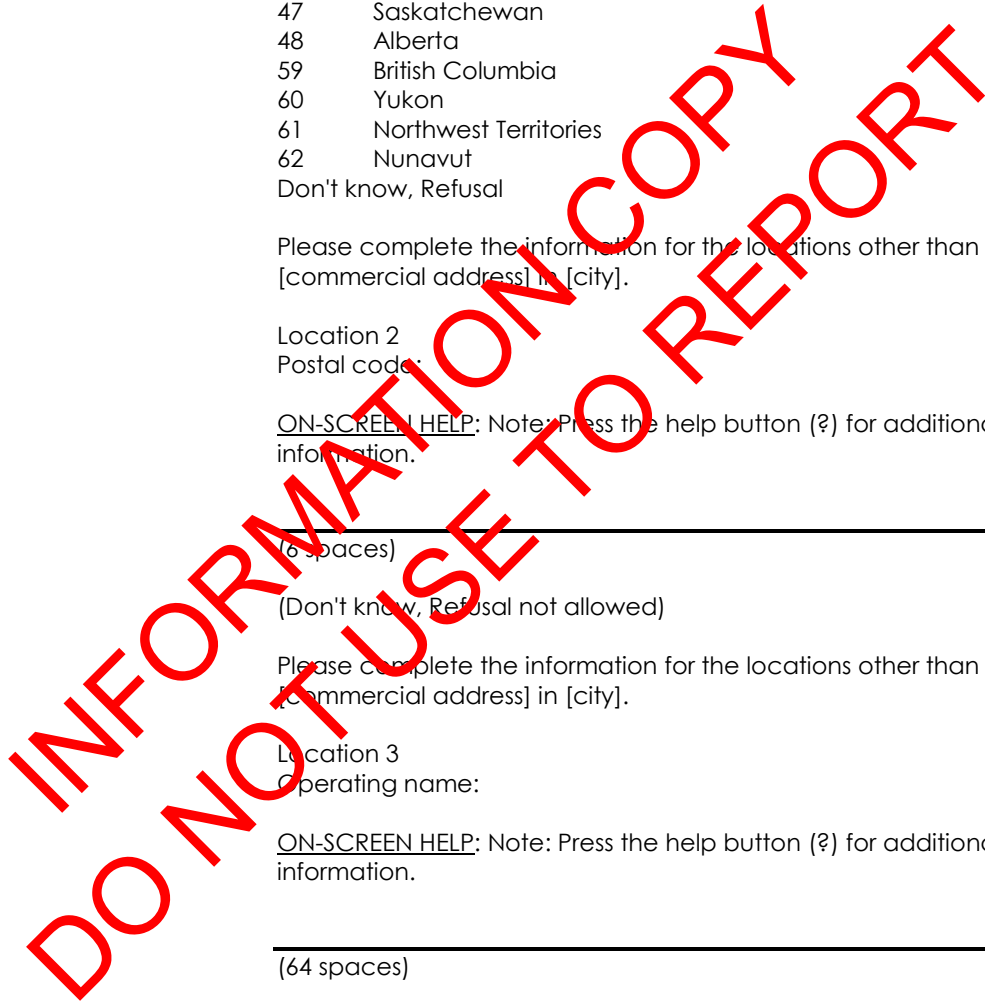 47 Saskatchewan
48 Alberta
59 British Columbia
60 Yukon
61 Northwest Territories
62 Nunavut
Don't know, Refusal
Please complete the information for the locations other than
[commercial address] in [city].
Location 2
Postal code:
ON-SCREEN HELP: Note: Press the help button (?) for additiona
information.
(6 spaces)
(Don't know, Refusal not allowed)
Please complete the information for the locations other than
[commercial address] in [city].
Location 3
Operating name:
ON-SCREEN HELP: Note: Press the help button (?) for additiona
information.
(64 spaces)
INFORMATION COPY
DO NOT USE TO REPORT